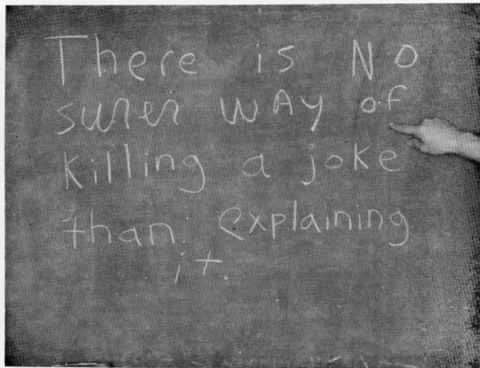 There is NO
surer WAY of
killing a joke
than explaining
it.